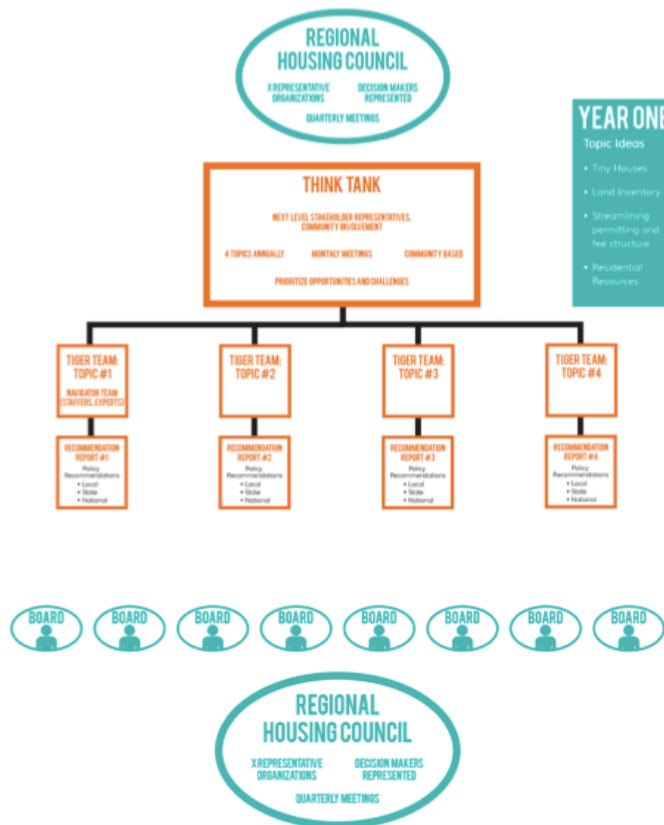 REGIONAL
HOUSING COUNCIL
X REPRESENTATIVE
ORGANIZATIONS
DECISION MAKERS
REPRESENTED
QUARTERLY MEETINGS
YEAR ONE
Topic Ideas
• Tiny Houses
• Land Inventory
• Streamlining
permitting and
fee structure
• Residential
Resources
THINK TANK
NEXT LEVEL STAKEHOLDER REPRESENTATIVES,
COMMUNITY INVOLVEMENT
4 TOPICS ANNUALLY
MONTHLY MEETINGS
COMMUNITY BASED
PRIORITIZE OPPORTUNITIES AND CHALLENGES
TIGER TEAM:
TOPIC #1
NAVIGATOR TEAM
(STAFFERS, EXPERTS)
TIGER TEAM:
TOPIC #2
TIGER TEAM:
TOPIC #3
TIGER TEAM:
TOPIC #4
RECOMMENDATION
REPORT #1
Policy
Recommendations
• Local
• State
• National
RECOMMENDATION
REPORT #2
Policy
Recommendations
• Local
• State
• National
RECOMMENDATION
REPORT #3
Policy
Recommendations
• Local
• State
• National
RECOMMENDATION
REPORT #4
Policy
Recommendations
• Local
• State
• National
BOARD
BOARD
BOARD
BOARD
BOARD
BOARD
BOARD
BOARD
REGIONAL
HOUSING COUNCIL
X REPRESENTATIVE
ORGANIZATIONS
DECISION MAKERS
REPRESENTED
QUARTERLY MEETINGS